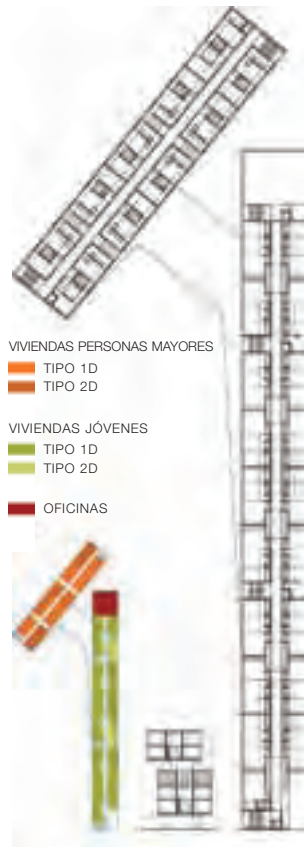 VIVIENDAS PERSONAS MAYORES
TIPO 1D
TIPO 2D
VIVIENDAS JÓVENES
TIPO 1D
TIPO 2D
OFICINAS